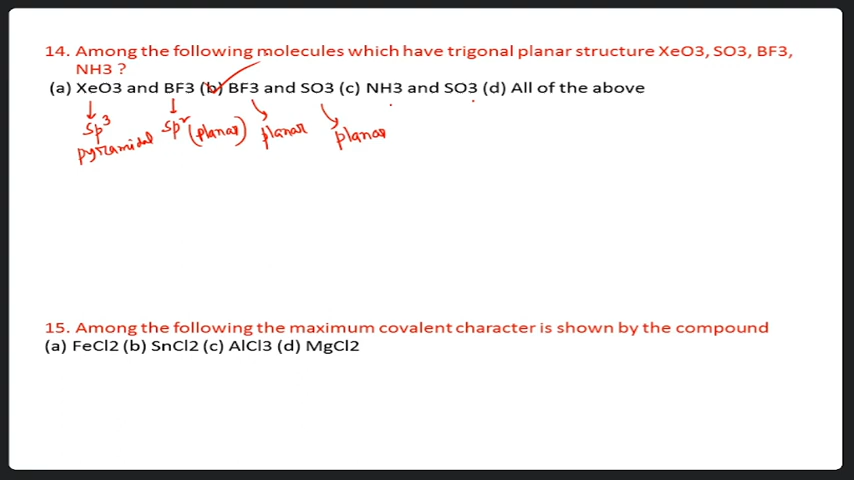 14. Among the following molecules which have trigonal planar structure XeO3, SO3, BF3,
NH3 ?
(a) XeO3 and BF3 (b) BF3 and SO3 (c) NH3 and SO3 (d) All of the above
sp3 sp2 (planar) planar planar
pyramidal
15. Among the following the maximum covalent character is shown by the compound
(a) FeCl2 (b) SnCl2 (c) AlCl3 (d) MgCl2